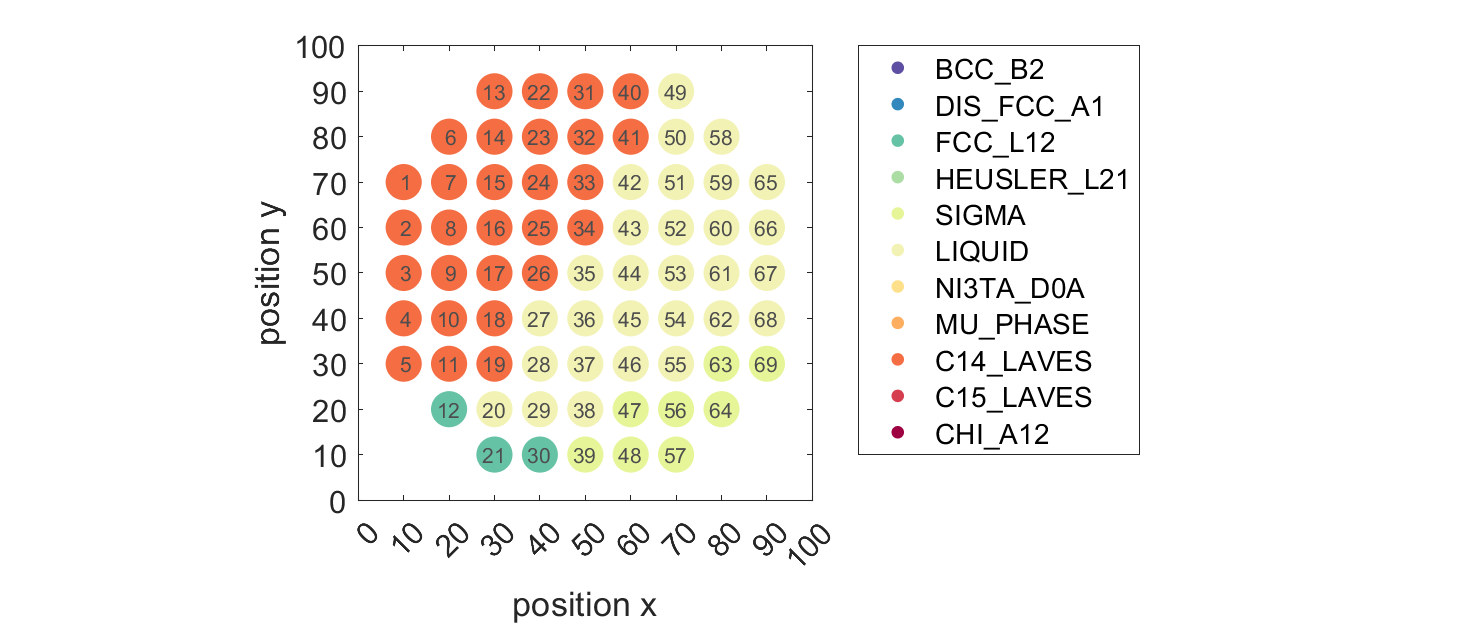 100
90
80
70
60
50
40
30
20
10
0
position y
13 22 31 40 49
6 14 23 32 41 50 58
1 7 15 24 33 42 51 59 65
2 8 16 25 34 43 52 60 66
3 9 17 26 35 44 53 61 67
4 10 18 27 36 45 54 62 68
5 11 19 28 37 46 55 63 69
12 20 29 38 47 56 64
21 30 39 48 57
0 10 20 30 40 50 60 70 80 90 100
position x
BCC_B2
DIS_FCC_A1
FCC_L12
HEUSLER_L21
SIGMA
LIQUID
NI3TA_D0A
MU_PHASE
C14_LAVES
C15_LAVES
CHI_A12